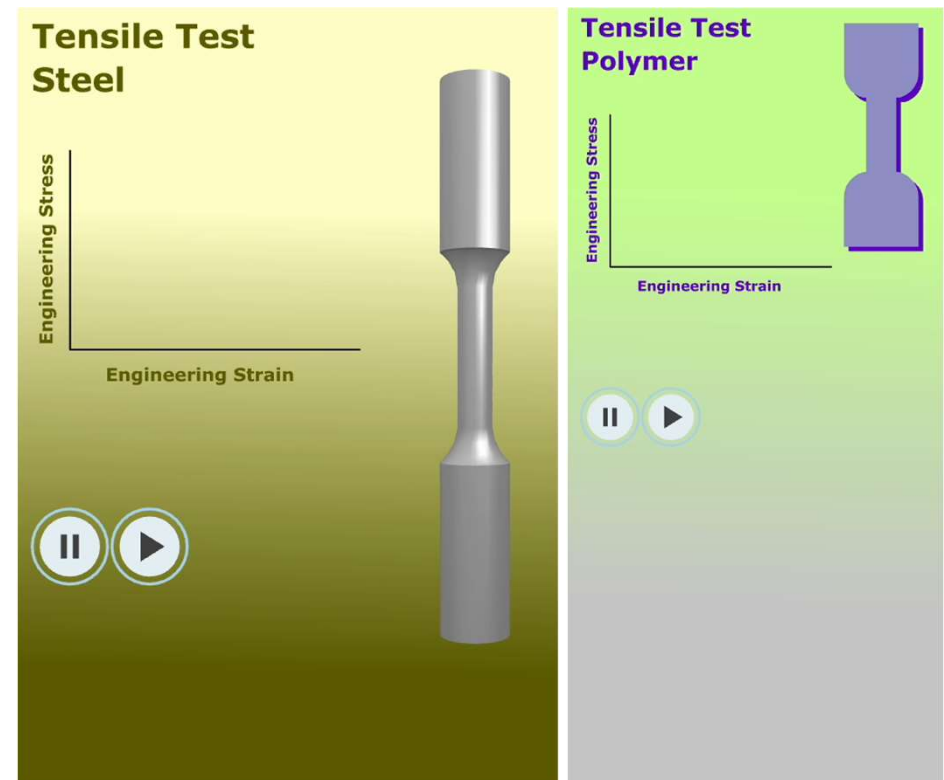 Tensile Test
Steel
Engineering Stress
Engineering Strain
Tensile Test
Polymer
Engineering Stress
Engineering Strain